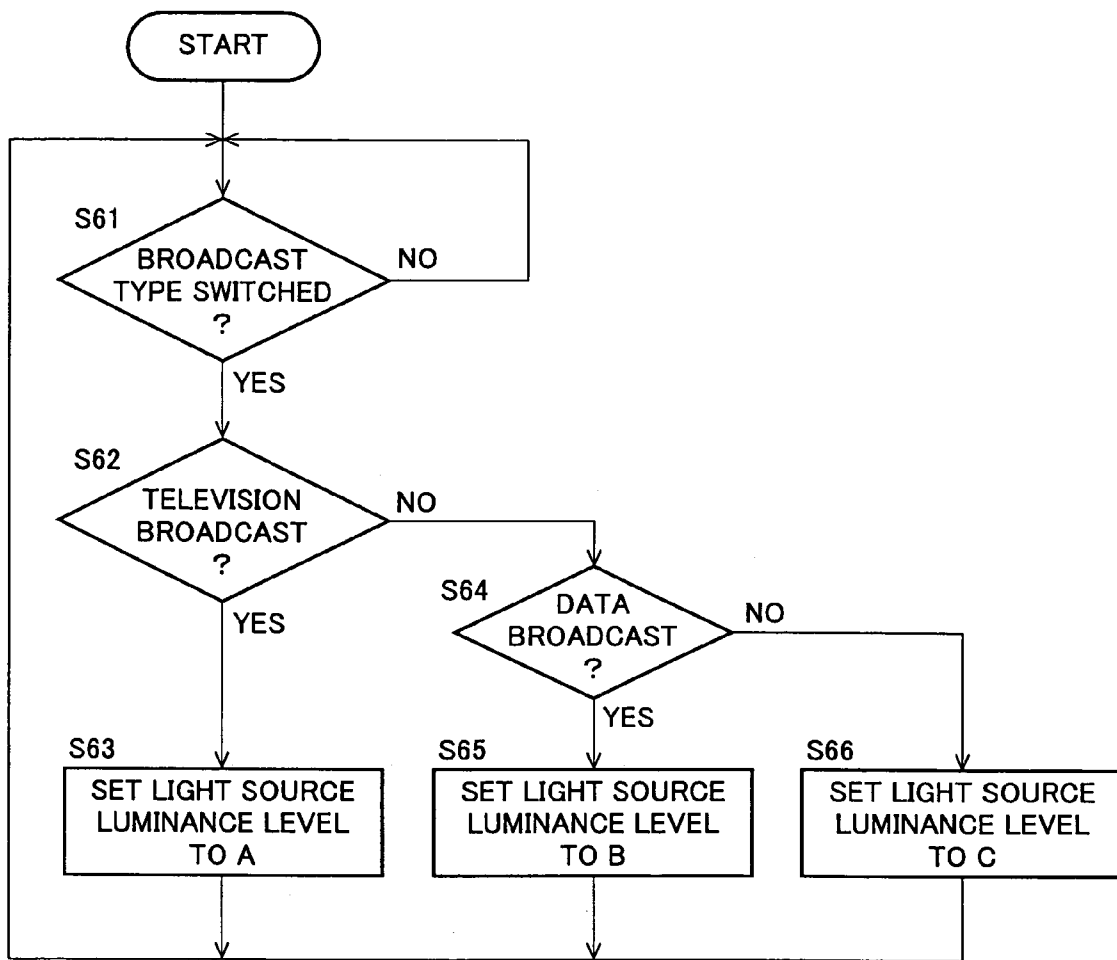 START
S61
BROADCAST
TYPE SWITCHED
?
NO
YES
S62
TELEVISION
BROADCAST
?
NO
YES
S64
DATA
BROADCAST
?
NO
YES
S63
SET LIGHT SOURCE
LUMINANCE LEVEL
TO A
S65
SET LIGHT SOURCE
LUMINANCE LEVEL
TO B
S66
SET LIGHT SOURCE
LUMINANCE LEVEL
TO C